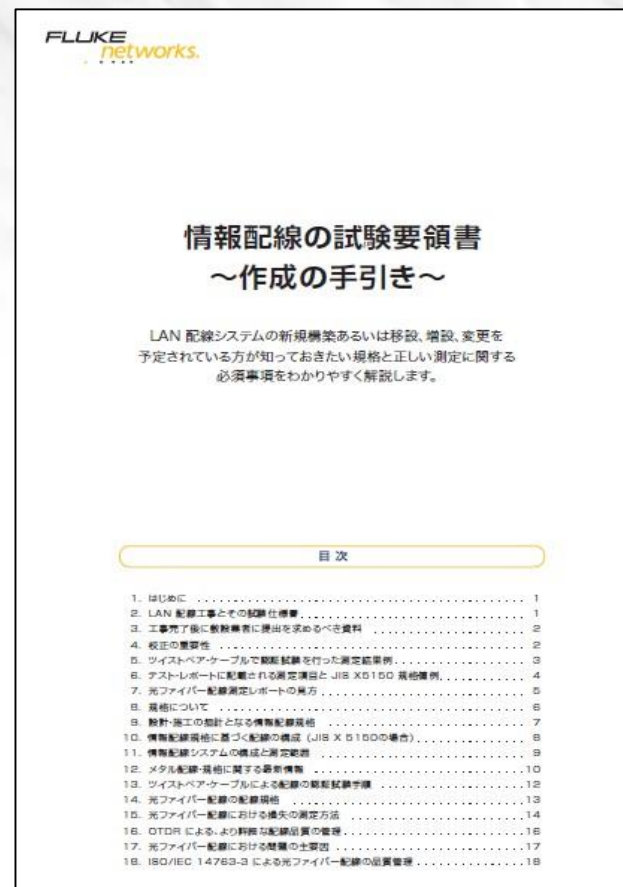 FLUKE
networks.
情報配線の試験要領書
～作成の手引き～
LAN 配線システムの新規構築あるいは移設、増設、変更を
予定されている方が知っておきたい規格と正しい測定に関する
必須事項をわかりやすく解説します。
目 次
1. はじめに ........ 1
2. LAN 配線工事とその試験仕様書 ........ 1
3. 工事完了後に敷設業者に提出を求めるべき資料 ........ 2
4. 校正の重要性 ........ 2
5. ツイストペア・ケーブルで認証試験を行った測定結果例 ........ 3
6. テスト・レポートに記載される測定項目と JIS X5150 規格値例 ........ 4
7. 光ファイバー配線測定レポートの見方 ........ 5
8. 規格について ........ 6
9. 設計・施工の指針となる情報配線規格 ........ 7
10. 情報配線規格に基づく配線の構成 (JIS X 5150の場合) ........ 8
11. 情報配線システムの構成と測定範囲 ........ 9
12. メタル配線・規格に関する最新情報 ........ 10
13. ツイストペア・ケーブルによる配線の認証試験手順 ........ 12
14. 光ファイバー配線の配線規格 ........ 13
15. 光ファイバー配線における損失の測定方法 ........ 14
16. OTDR による、より詳細な配線品質の管理 ........ 16
17. 光ファイバー配線における問題の主要因 ........ 17
18. ISO/IEC 14763-3 による光ファイバー配線の品質管理 ........ 18